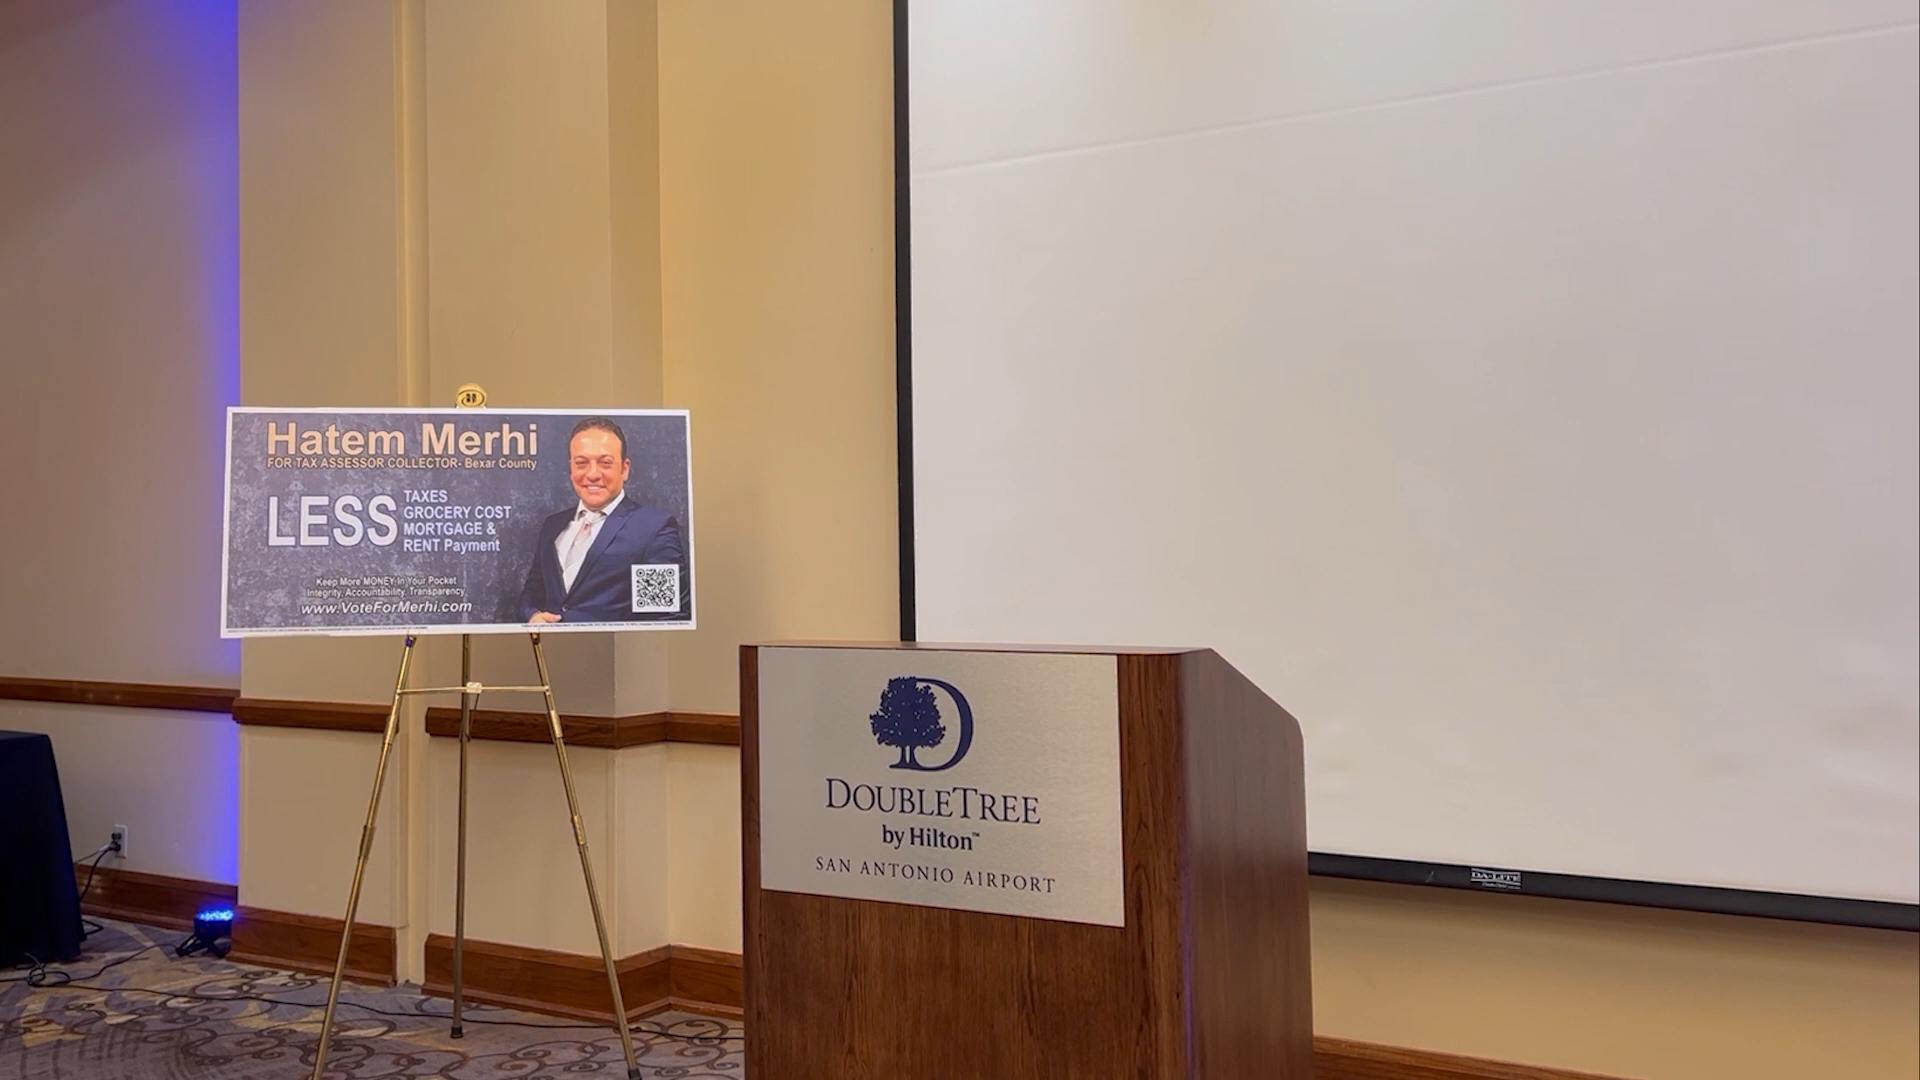 Hatem Merhi
FOR TAX ASSESSOR COLLECTOR- Bexar County
LESS
TAXES
GROCERY COST
MORTGAGE &
RENT Payment
Keep More MONEY In Your Pocket
Integrity, Accountability, Transparency
www.VoteForMerhi.com
D
DOUBLETREE
by Hilton™
SAN ANTONIO AIRPORT
DA-LITE